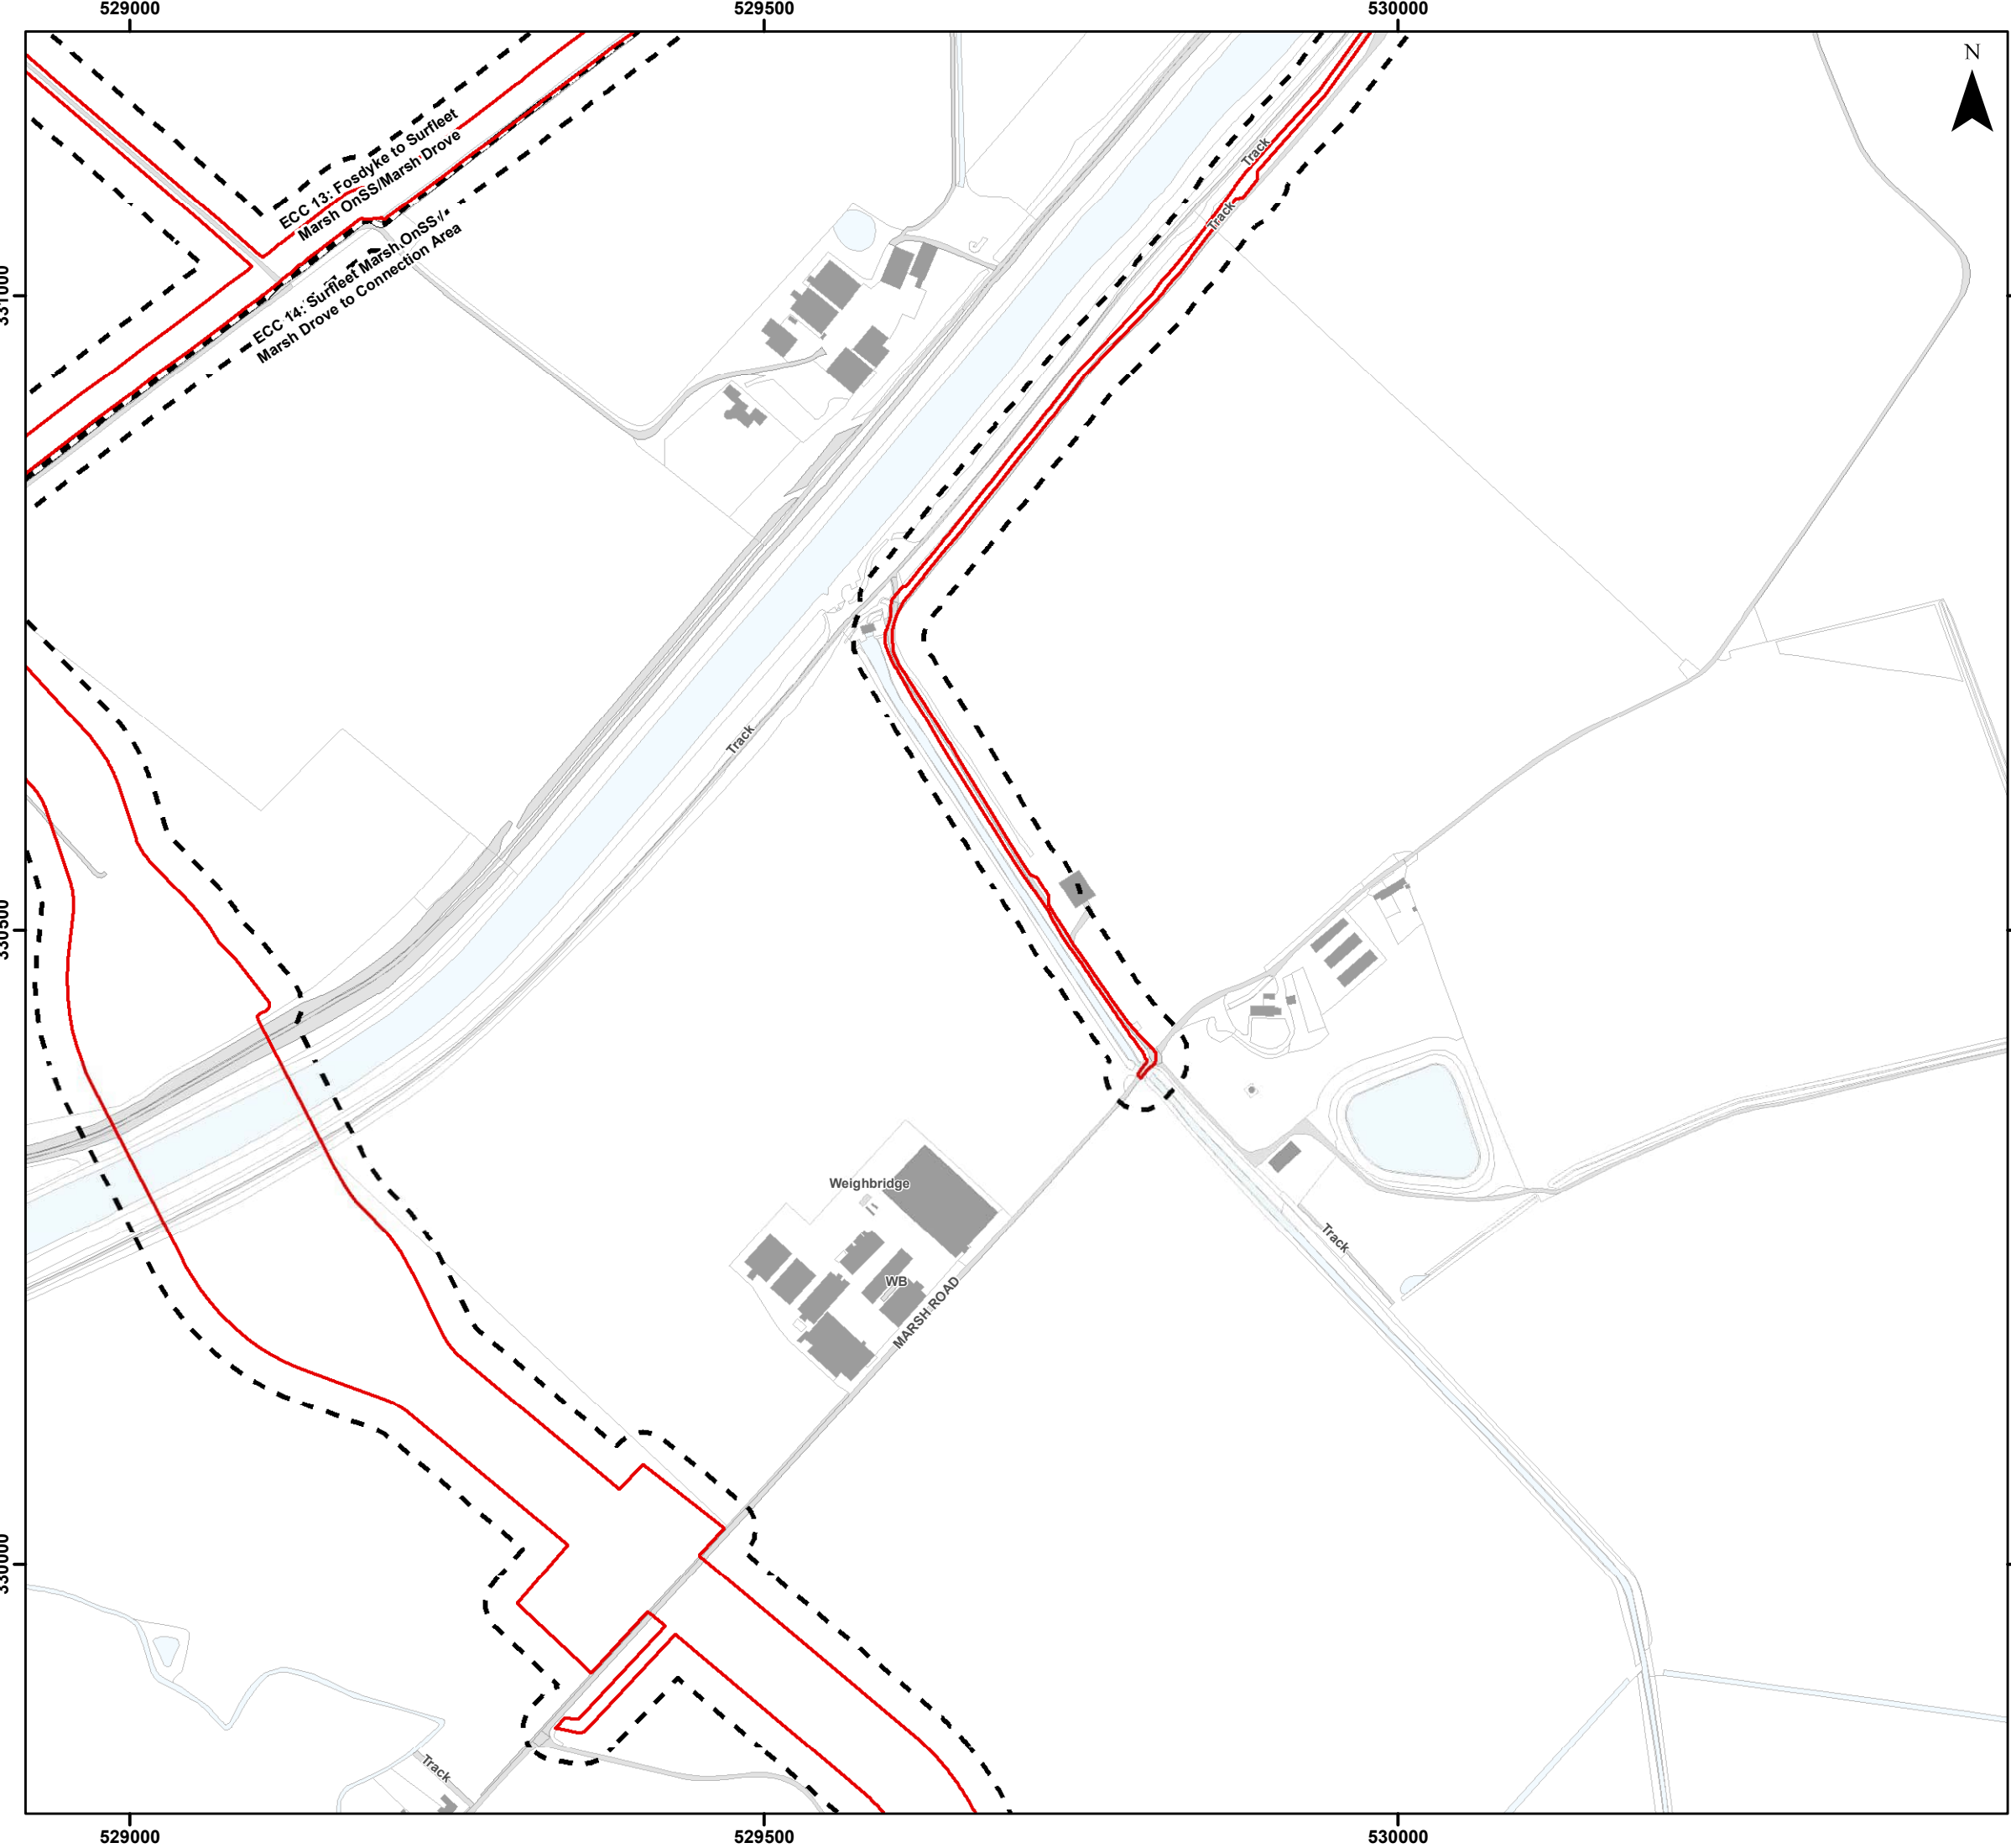 529000
529500
530000
N
ECC 13: Fosdyke to Surfleet
Marsh OnSS/Marsh Drove
ECC 14: Surfleet Marsh OnSS /
Marsh Drove to Connection Area
Track
Track
331000
Track
330500
Weighbridge
WB
MARSH ROAD
Track
330000
Track
529000
529500
530000